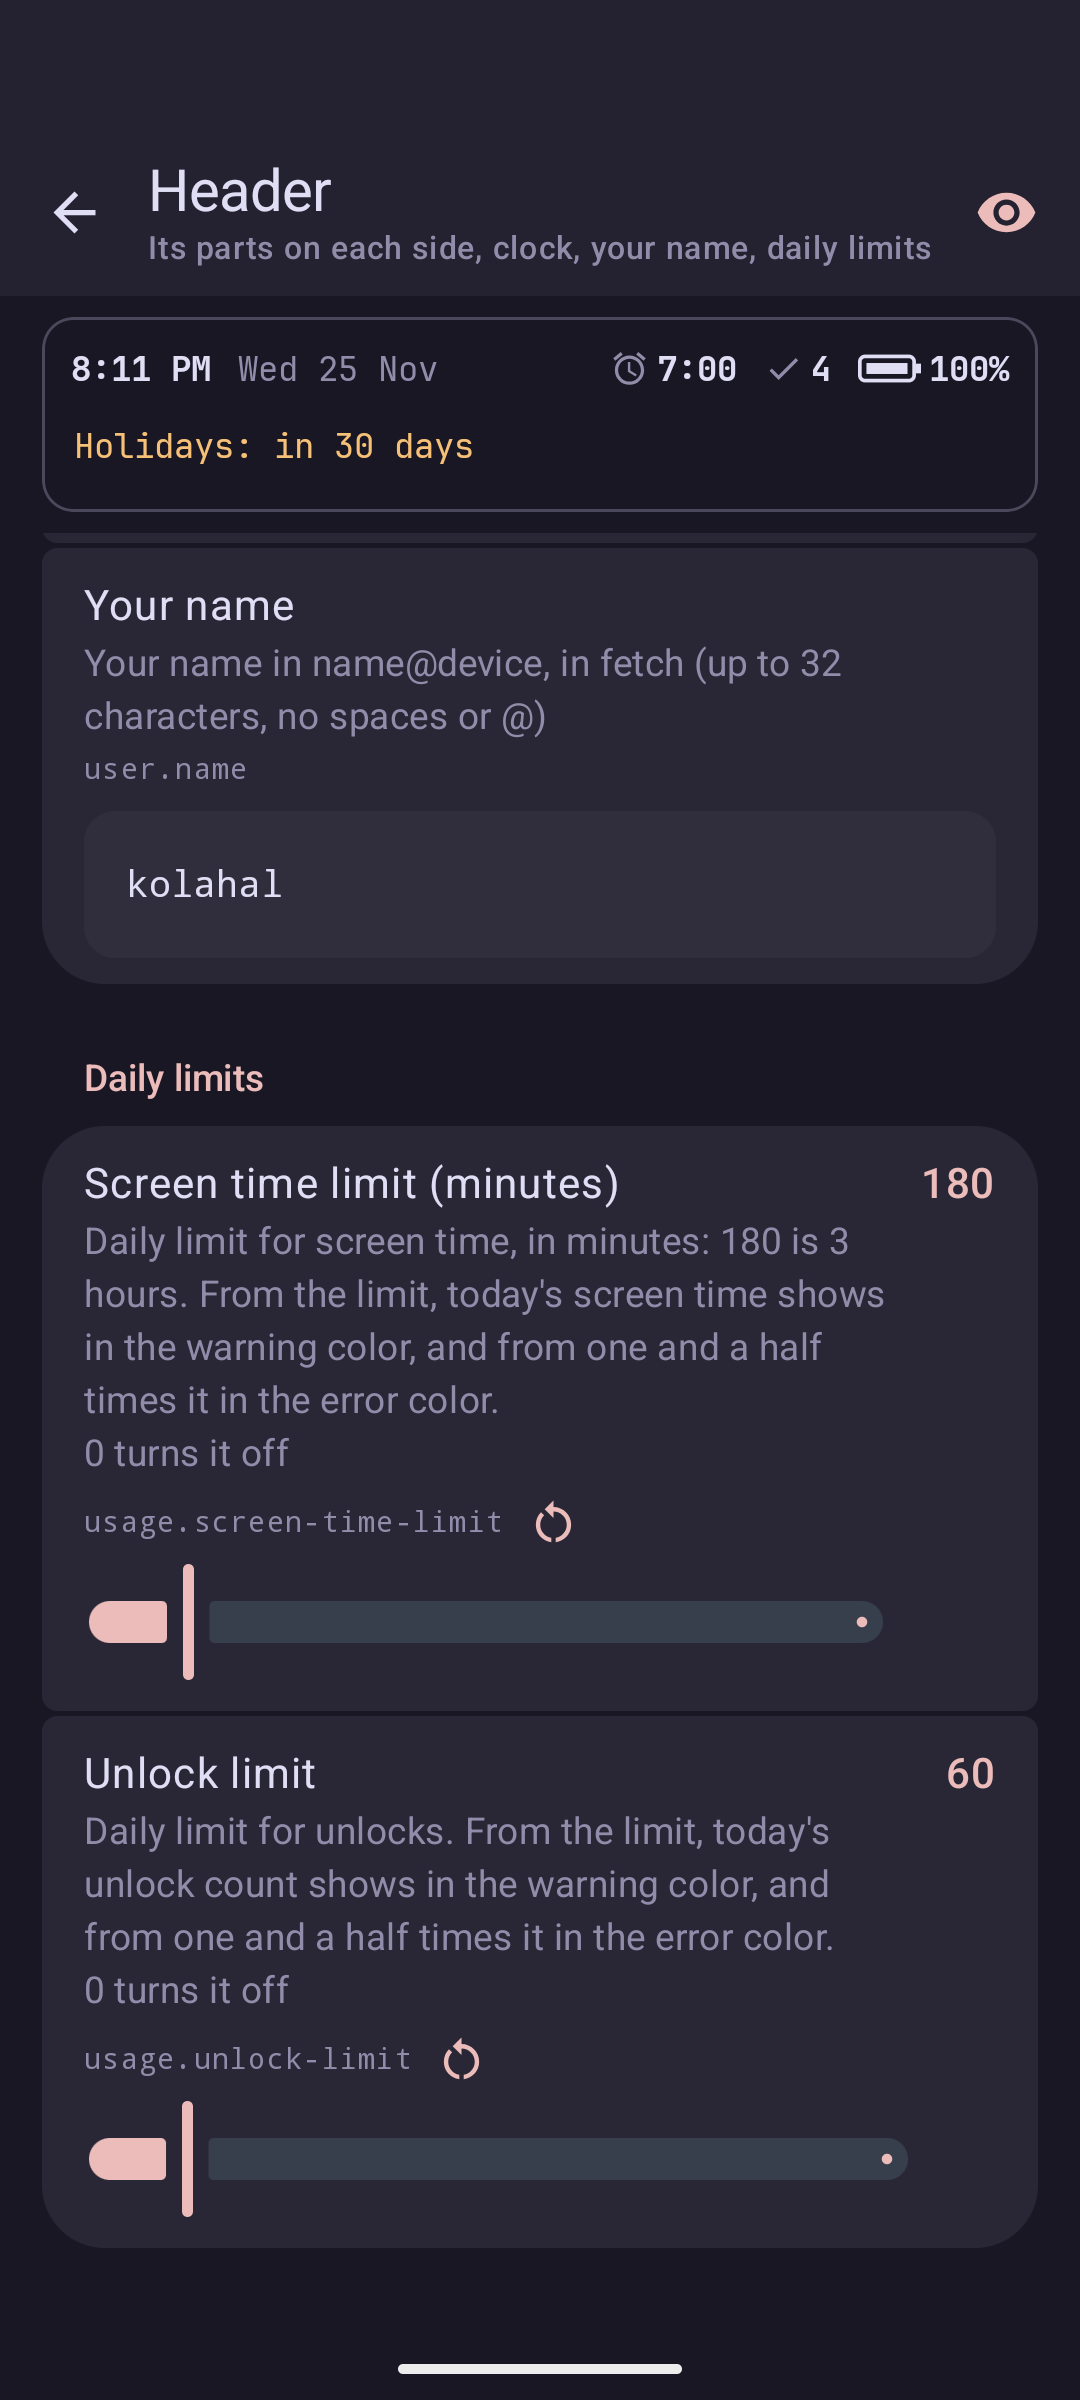 Header
Its parts on each side, clock, your name, daily limits
8:11 PM Wed 25 Nov 7:00 4 100%
Holidays: in 30 days
Your name
Your name in name@device, in fetch (up to 32
characters, no spaces or @)
user.name
kolahal
Daily limits
Screen time limit (minutes) 180
Daily limit for screen time, in minutes: 180 is 3
hours. From the limit, today's screen time shows
in the warning color, and from one and a half
times it in the error color.
0 turns it off
usage.screen-time-limit
Unlock limit 60
Daily limit for unlocks. From the limit, today's
unlock count shows in the warning color, and
from one and a half times it in the error color.
0 turns it off
usage.unlock-limit